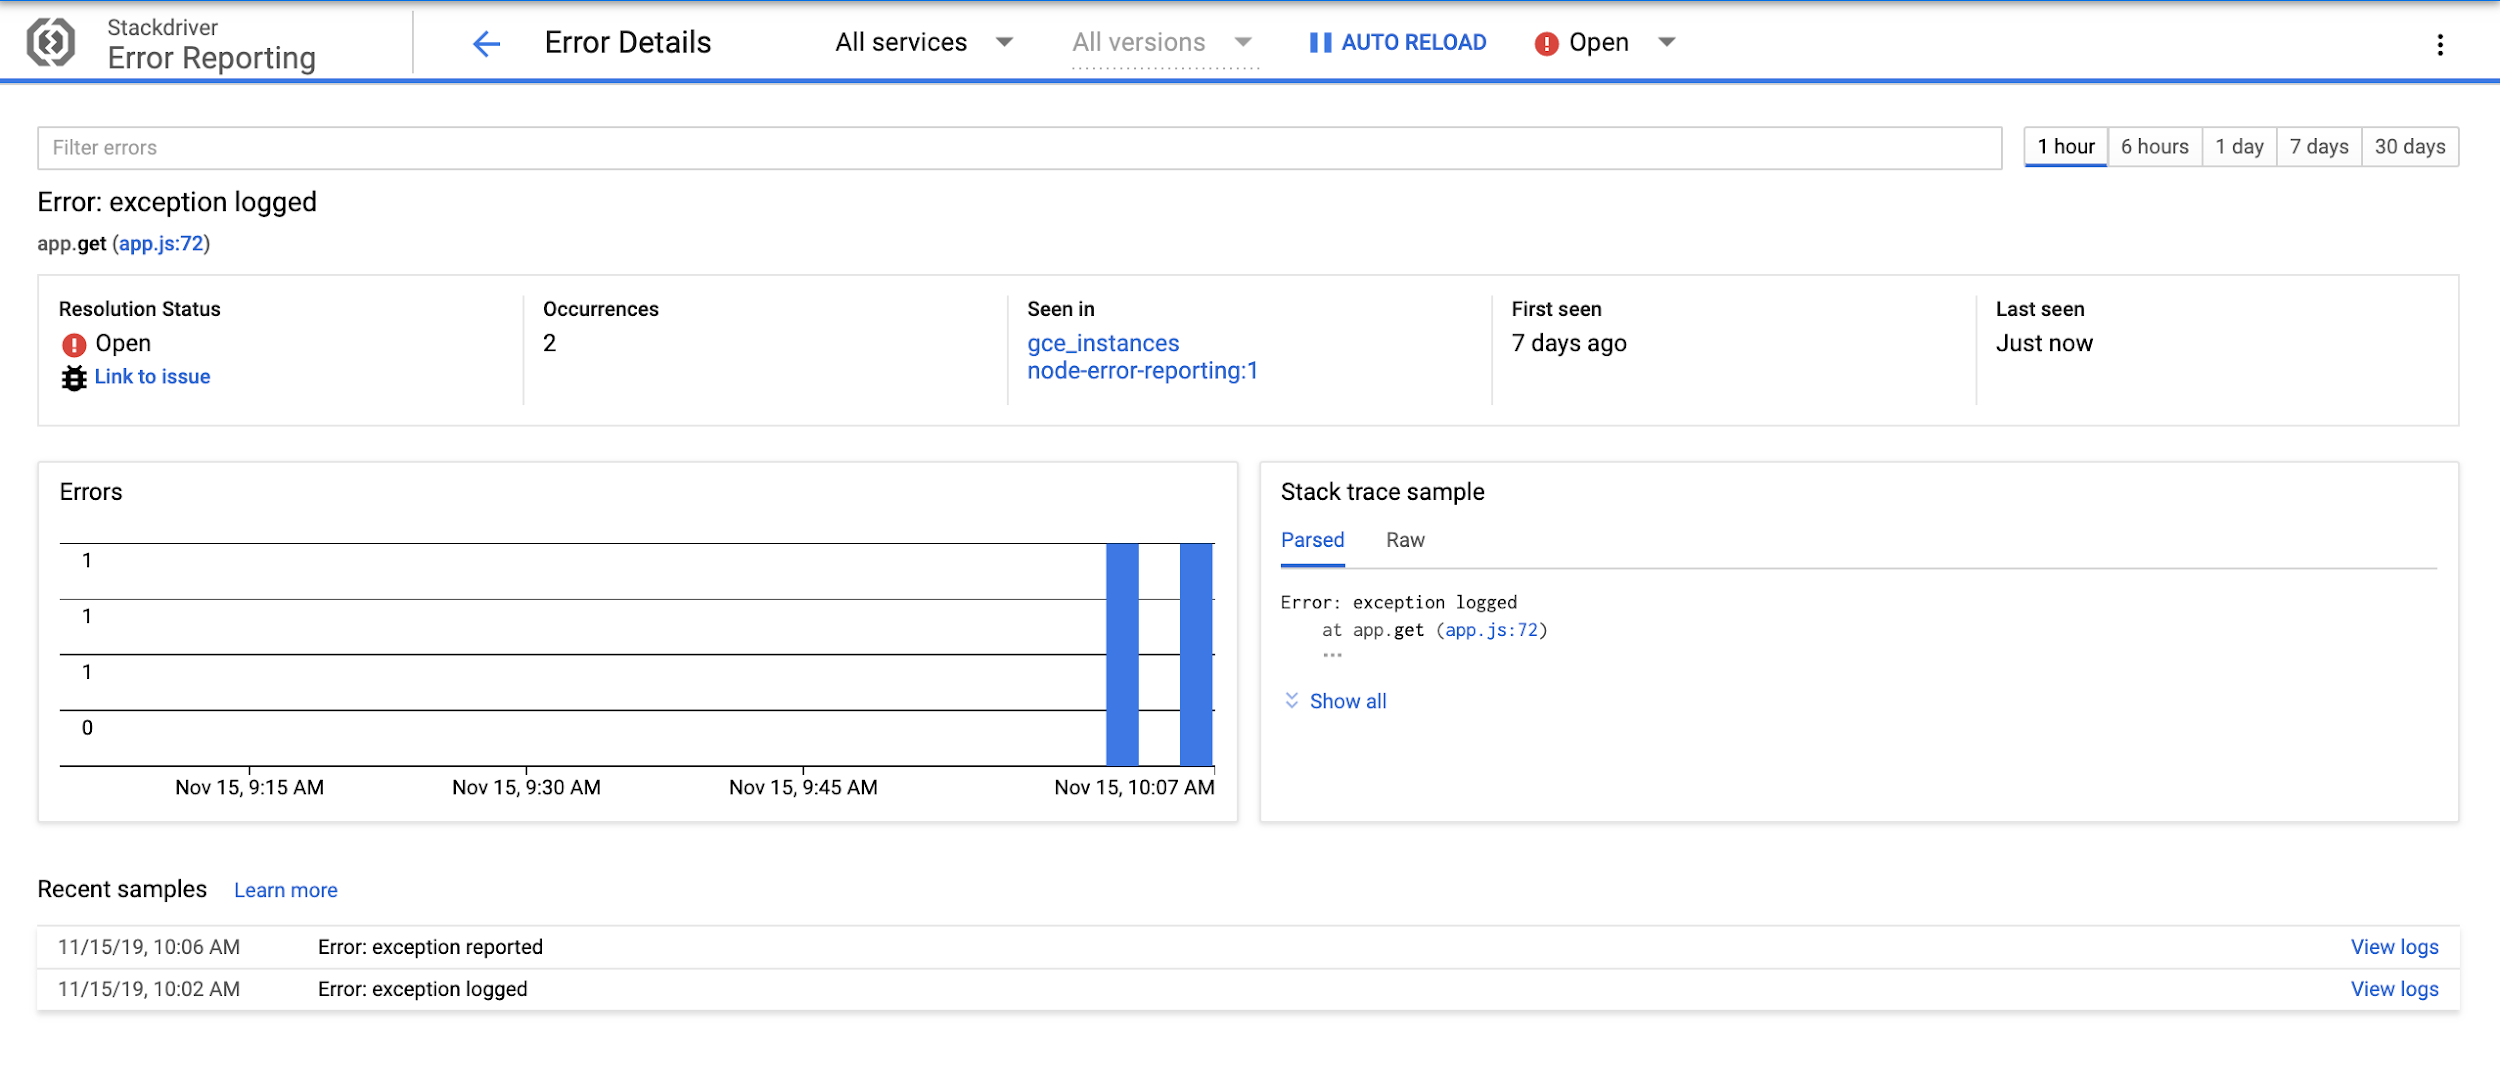 Stackdriver
Error Reporting
Error Details
All services
All versions
AUTO RELOAD
Open
Filter errors
1 hour
6 hours
1 day
7 days
30 days
Error: exception logged
app.get (app.js:72)
Resolution Status
Open
Link to issue
Occurrences
2
Seen in
gce_instances
node-error-reporting:1
First seen
7 days ago
Last seen
Just now
Errors
1
1
1
0
Nov 15, 9:15 AM
Nov 15, 9:30 AM
Nov 15, 9:45 AM
Nov 15, 10:07 AM
Stack trace sample
Parsed
Raw
Error: exception logged
at app.get (app.js:72)
...
Show all
Recent samples
Learn more
11/15/19, 10:06 AM
Error: exception reported
View logs
11/15/19, 10:02 AM
Error: exception logged
View logs